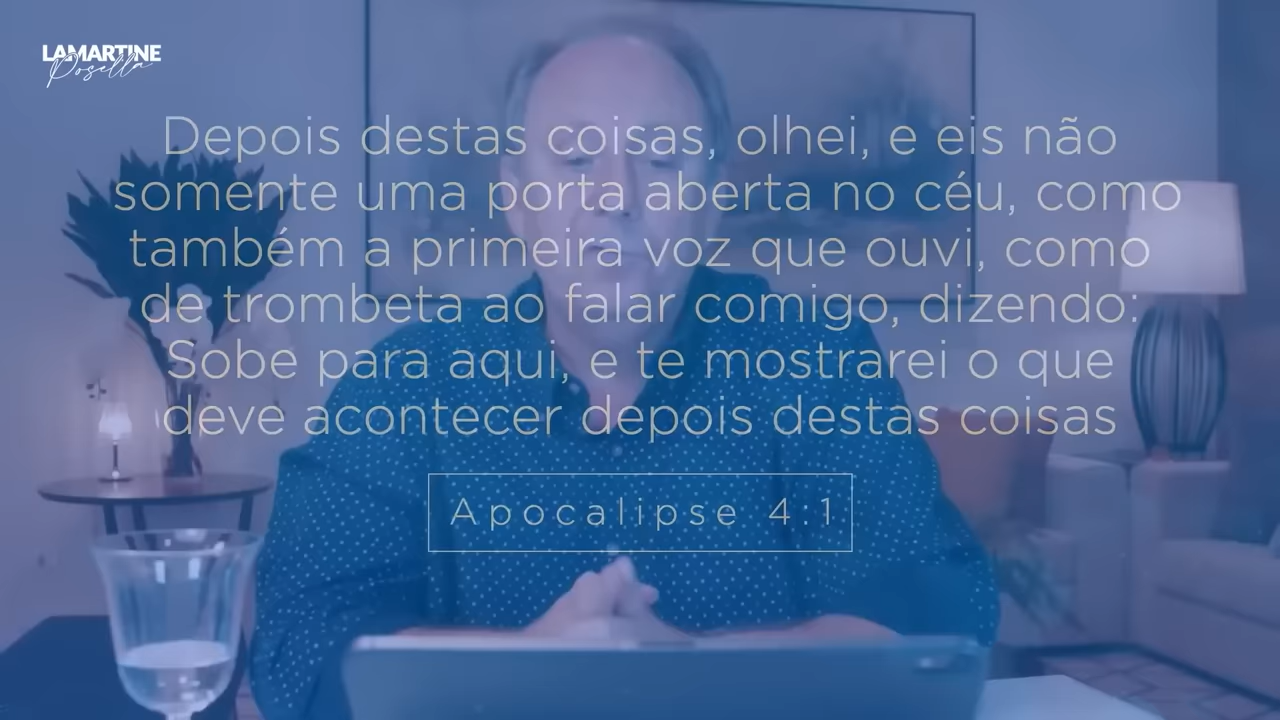 LAMARTINE
Posella
Depois destas coisas, olhei, e eis não
somente uma porta aberta no céu, como
também a primeira voz que ouvi, como
de trombeta ao falar comigo, dizendo:
Sobe para aqui, e te mostrarei o que
deve acontecer depois destas coisas
Apocalipse 4:1